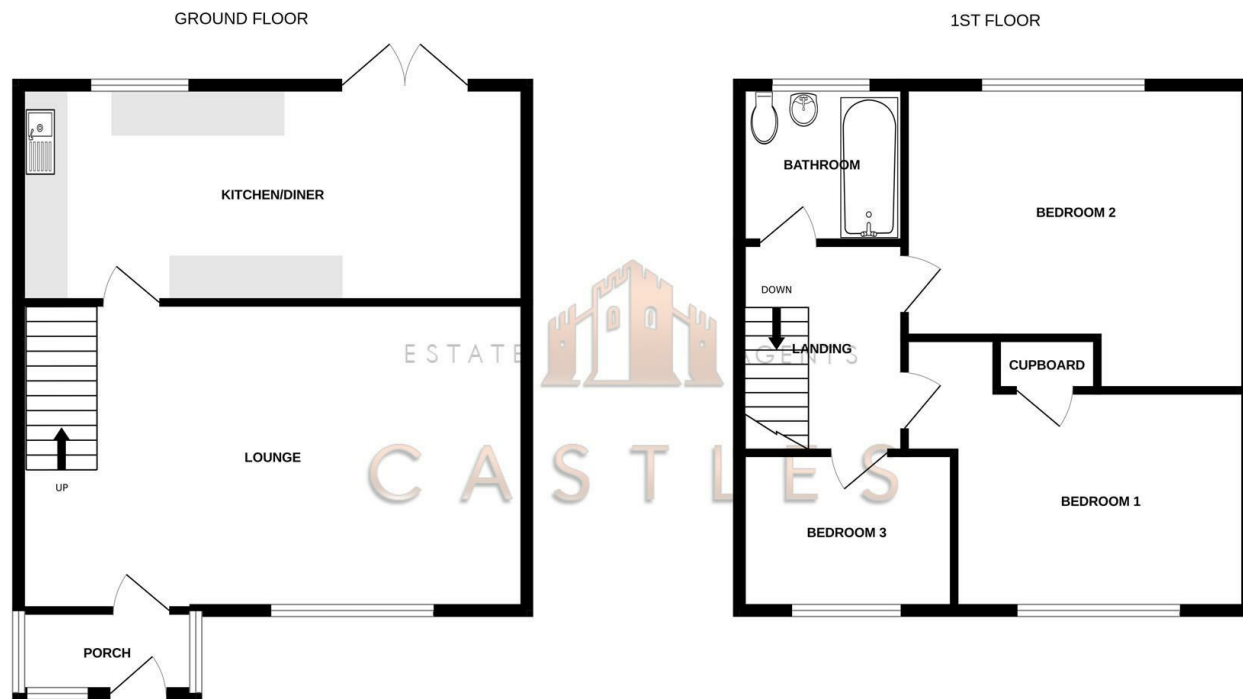 GROUND FLOOR
KITCHEN/DINER
LOUNGE
UP
PORCH
1ST FLOOR
BATHROOM
BEDROOM 2
DOWN
LANDING
CUPBOARD
BEDROOM 1
BEDROOM 3
ESTATE AGENTS
CASTLES